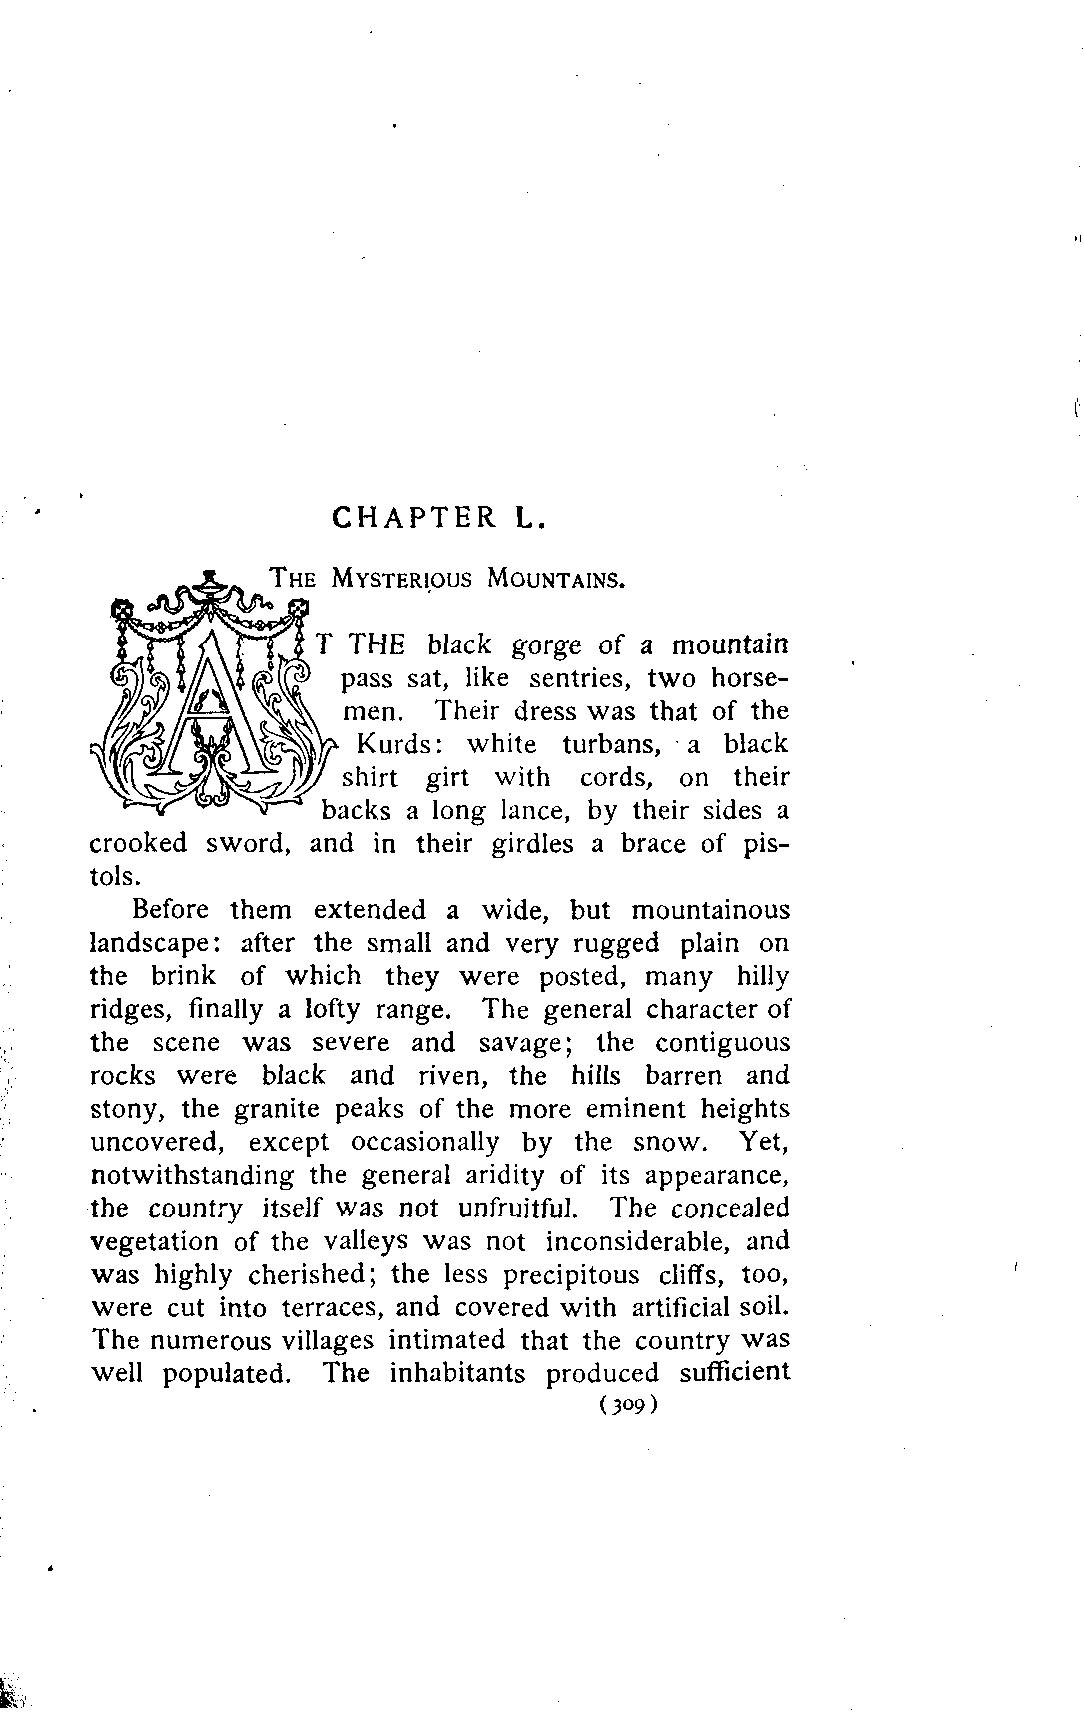 CHAPTER L.
THE MYSTERIOUS MOUNTAINS.
AT THE black gorge of a mountain
pass sat, like sentries, two horse-
men. Their dress was that of the
Kurds: white turbans, a black
shirt girt with cords, on their
backs a long lance, by their sides a
crooked sword, and in their girdles a brace of pis-
tols.
Before them extended a wide, but mountainous
landscape: after the small and very rugged plain on
the brink of which they were posted, many hilly
ridges, finally a lofty range. The general character of
the scene was severe and savage; the contiguous
rocks were black and riven, the hills barren and
stony, the granite peaks of the more eminent heights
uncovered, except occasionally by the snow. Yet,
notwithstanding the general aridity of its appearance,
the country itself was not unfruitful. The concealed
vegetation of the valleys was not inconsiderable, and
was highly cherished; the less precipitous cliffs, too,
were cut into terraces, and covered with artificial soil.
The numerous villages intimated that the country was
well populated. The inhabitants produced sufficient
(309)